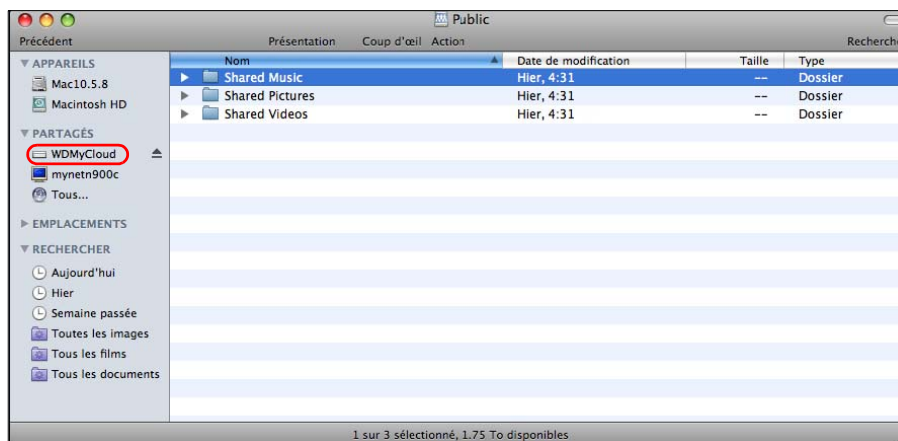 Public
Précédent Présentation Coup d'œil Action Recherche
Nom Date de modification Taille Type
Shared Music Hier, 4:31 -- Dossier
Shared Pictures Hier, 4:31 -- Dossier
Shared Videos Hier, 4:31 -- Dossier
APPAREILS
Mac10.5.8
Macintosh HD
PARTAGÉS
WDMyCloud
mynetn900c
Tous...
EMPLACEMENTS
RECHERCHER
Aujourd'hui
Hier
Semaine passée
Toutes les images
Tous les films
Tous les documents
1 sur 3 sélectionné, 1.75 To disponibles